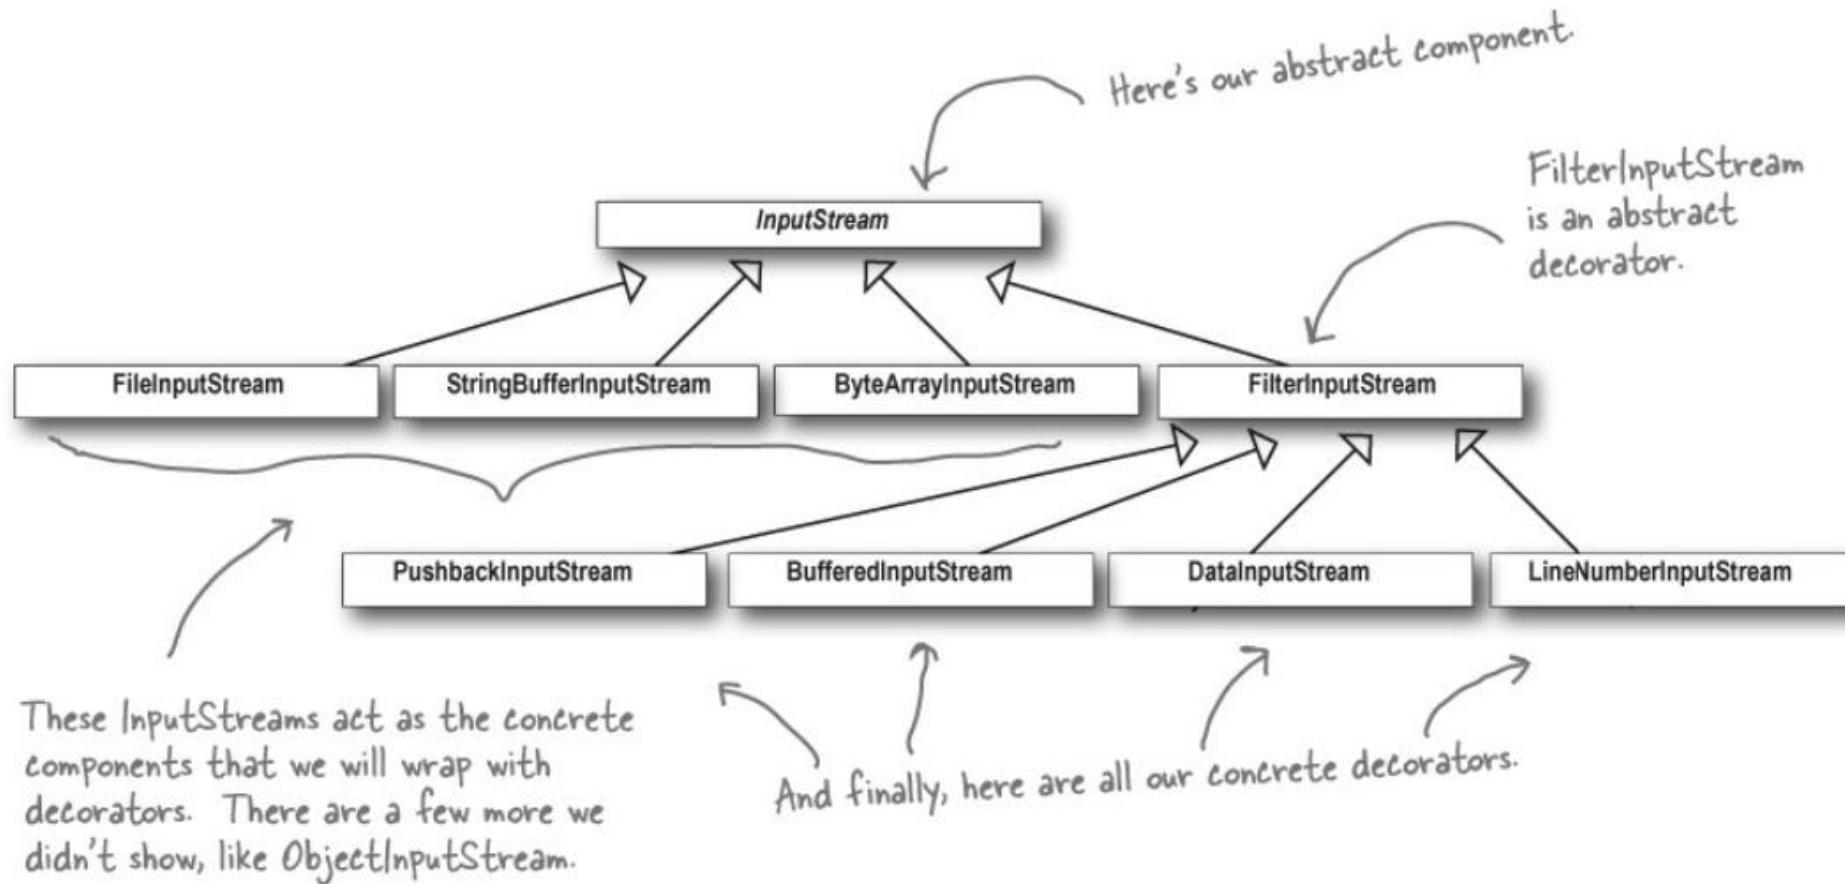 Here's our abstract component.
FilterInputStream
is an abstract
decorator.
InputStream
FileInputStream
StringBufferInputStream
ByteArrayInputStream
FilterInputStream
PushbackInputStream
BufferedInputStream
DataInputStream
LineNumberInputStream
These InputStreams act as the concrete
components that we will wrap with
decorators. There are a few more we
didn't show, like ObjectInputStream.
And finally, here are all our concrete decorators.